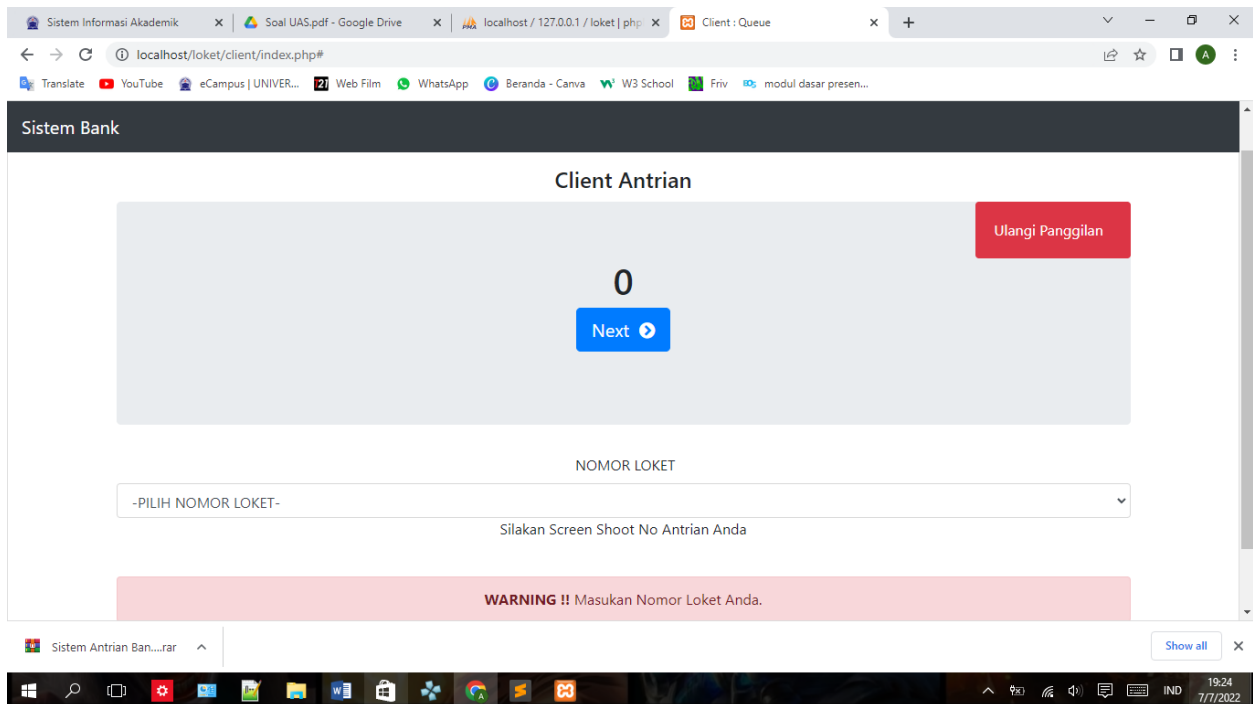 Sistem Informasi Akademik
Soal UAS.pdf - Google Drive
localhost / 127.0.0.1 / loket | php
Client : Queue
localhost/loket/client/index.php#
A
Translate
YouTube
eCampus | UNIVER...
Web Film
WhatsApp
Beranda - Canva
W3 School
Friv
modul dasar presen...
Sistem Bank
Client Antrian
Ulangi Panggilan
0
Next
NOMOR LOKET
-PILIH NOMOR LOKET-
Silakan Screen Shoot No Antrian Anda
WARNING !! Masukan Nomor Loket Anda.
Sistem Antrian Ban....rar
Show all
IND
19:24
7/7/2022